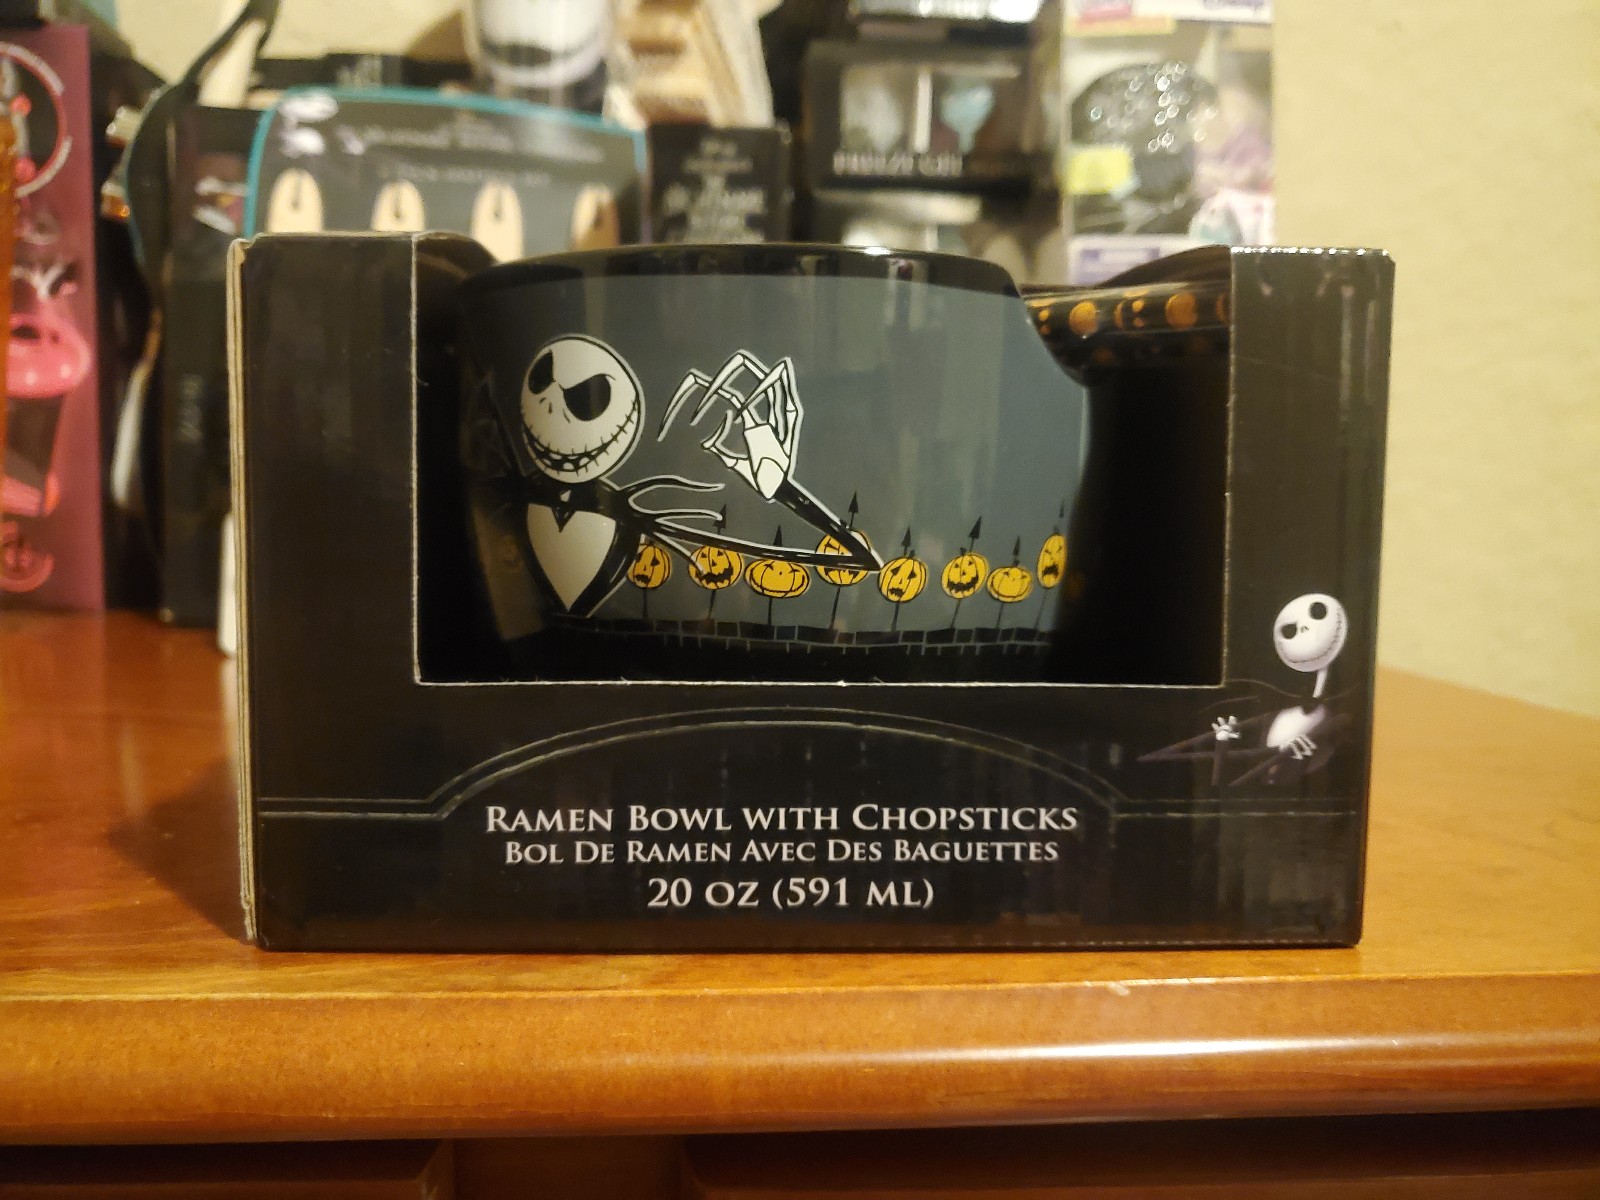 RAMEN BOWL WITH CHOPSTICKS
BOL DE RAMEN AVEC DES BAGUETTES
20 OZ (591 ML)